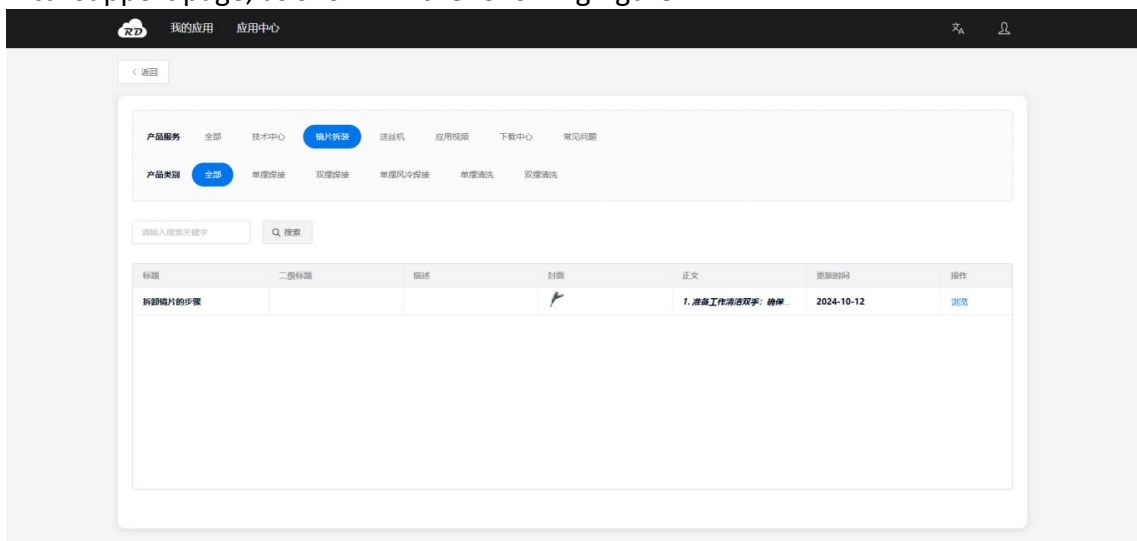 RD 我的应用 应用中心
< 返回
产品服务 全部 技术中心 镜片拆装 送丝机 应用视频 下载中心 常见问题
产品类别 全部 单摆焊接 双摆焊接 单摆风冷焊接 单摆清洗 双摆清洗
请输入搜索关键字 搜索
标题 二级标题 描述 封面 正文 更新时间 操作
拆卸镜片的步骤 1. 准备工作清洁双手：确保... 2024-10-12 浏览